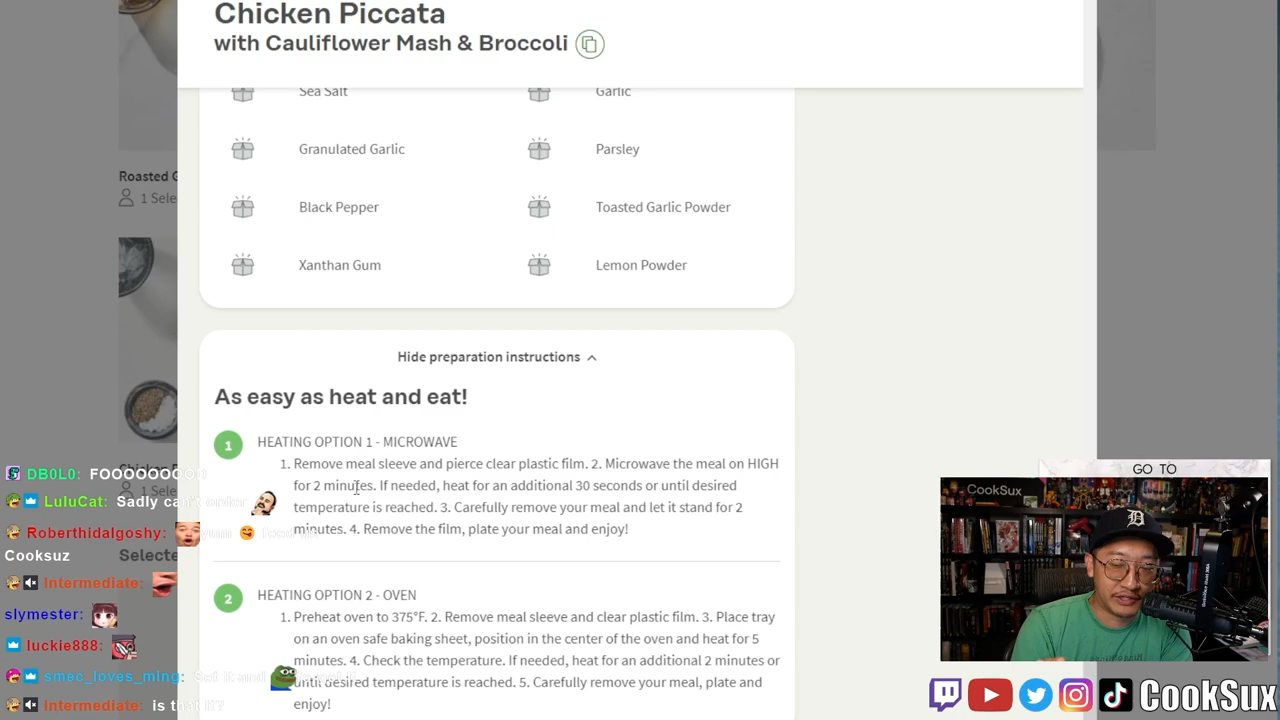 Chicken Piccata
with Cauliflower Mash & Broccoli
Sea Salt
Garlic
Granulated Garlic
Parsley
Black Pepper
Toasted Garlic Powder
Xanthan Gum
Lemon Powder
Roasted G
1 Sele
Hide preparation instructions
As easy as heat and eat!
1
HEATING OPTION 1 - MICROWAVE
1. Remove meal sleeve and pierce clear plastic film. 2. Microwave the meal on HIGH
for 2 minutes. If needed, heat for an additional 30 seconds or until desired
temperature is reached. 3. Carefully remove your meal and let it stand for 2
minutes. 4. Remove the film, plate your meal and enjoy!
2
HEATING OPTION 2 - OVEN
1. Preheat oven to 375°F. 2. Remove meal sleeve and clear plastic film. 3. Place tray
on an oven safe baking sheet, position in the center of the oven and heat for 5
minutes. 4. Check the temperature. If needed, heat for an additional 2 minutes or
until desired temperature is reached. 5. Carefully remove your meal, plate and
enjoy!
DB0L0: FOOOOOOOO
LuluCat: Sadly can't order
Roberthidalgoshy:
Cooksuz
Selecte
Intermediate:
slymester:
luckie888:
smec_loves_ming:
Intermediate: is that it?
GO TO
CookSux
D
CookSux